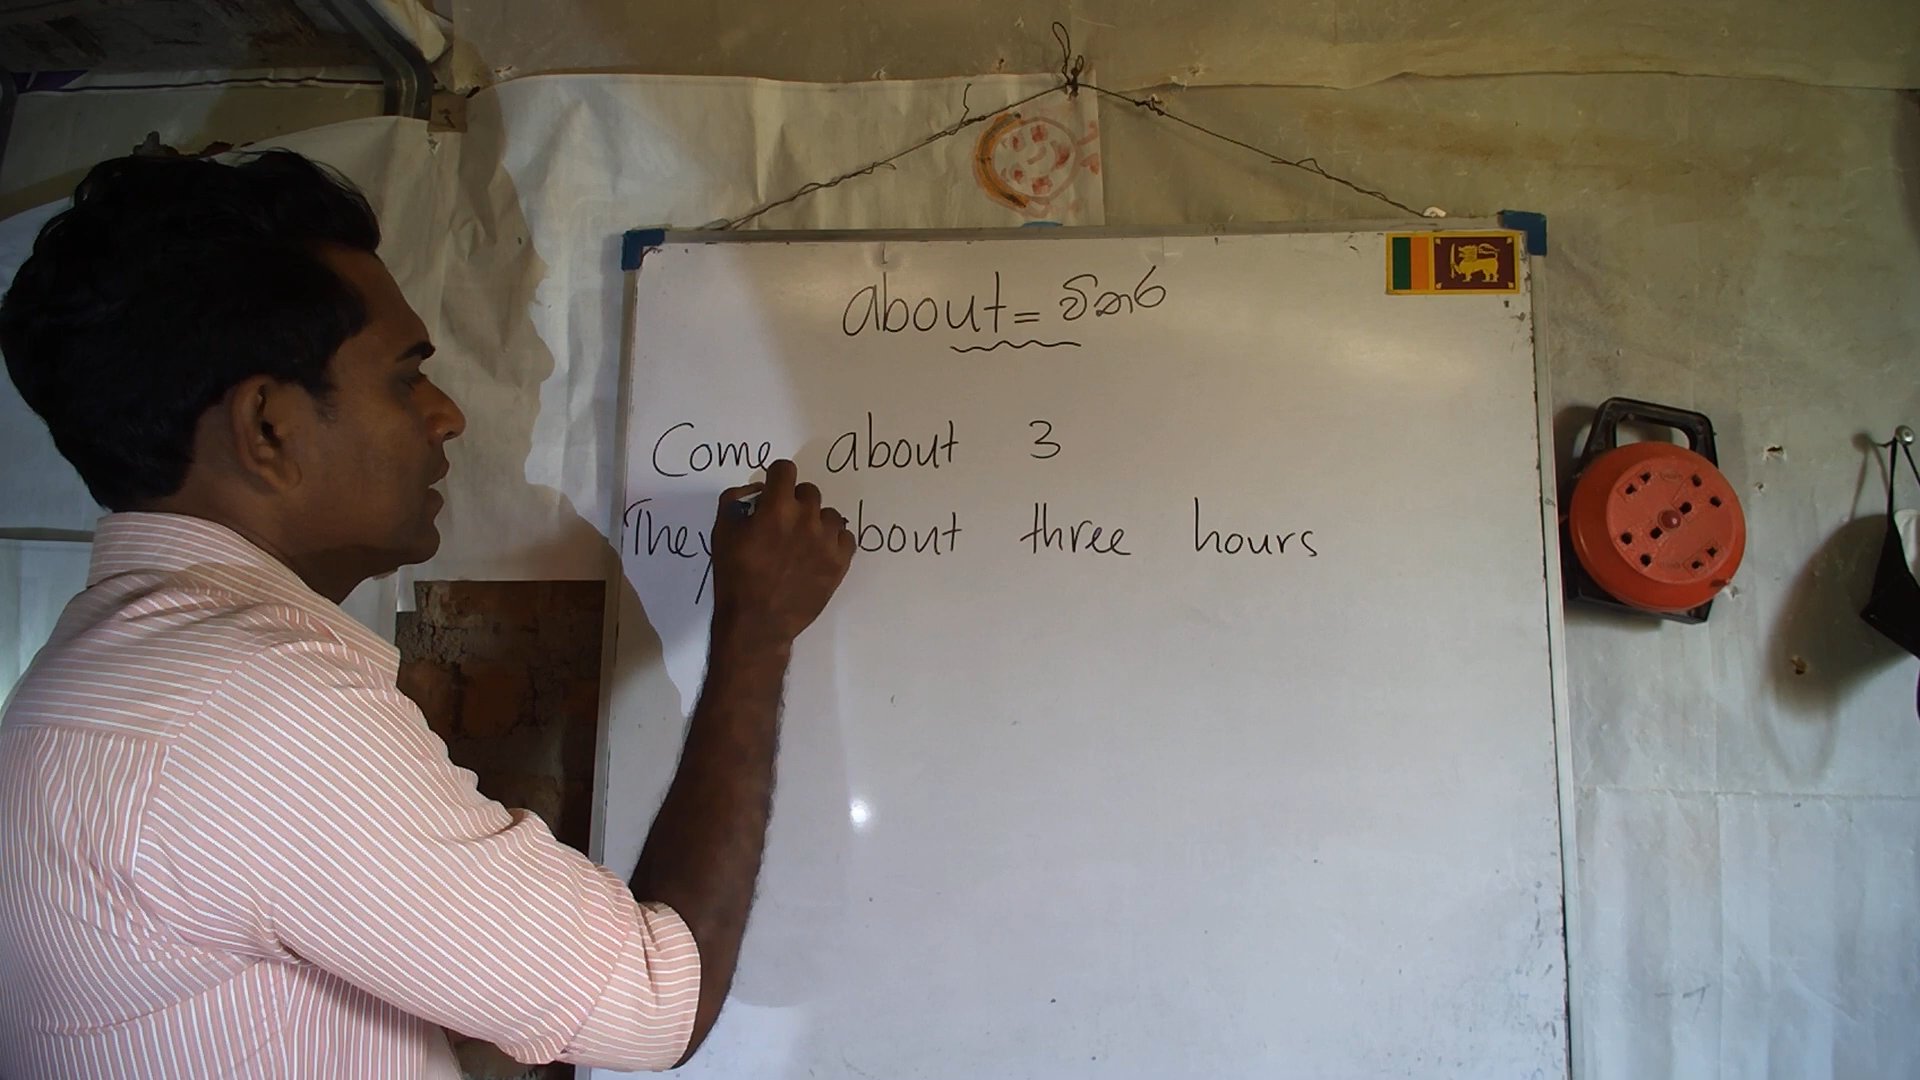 about = විතර
Come about 3
They about three hours